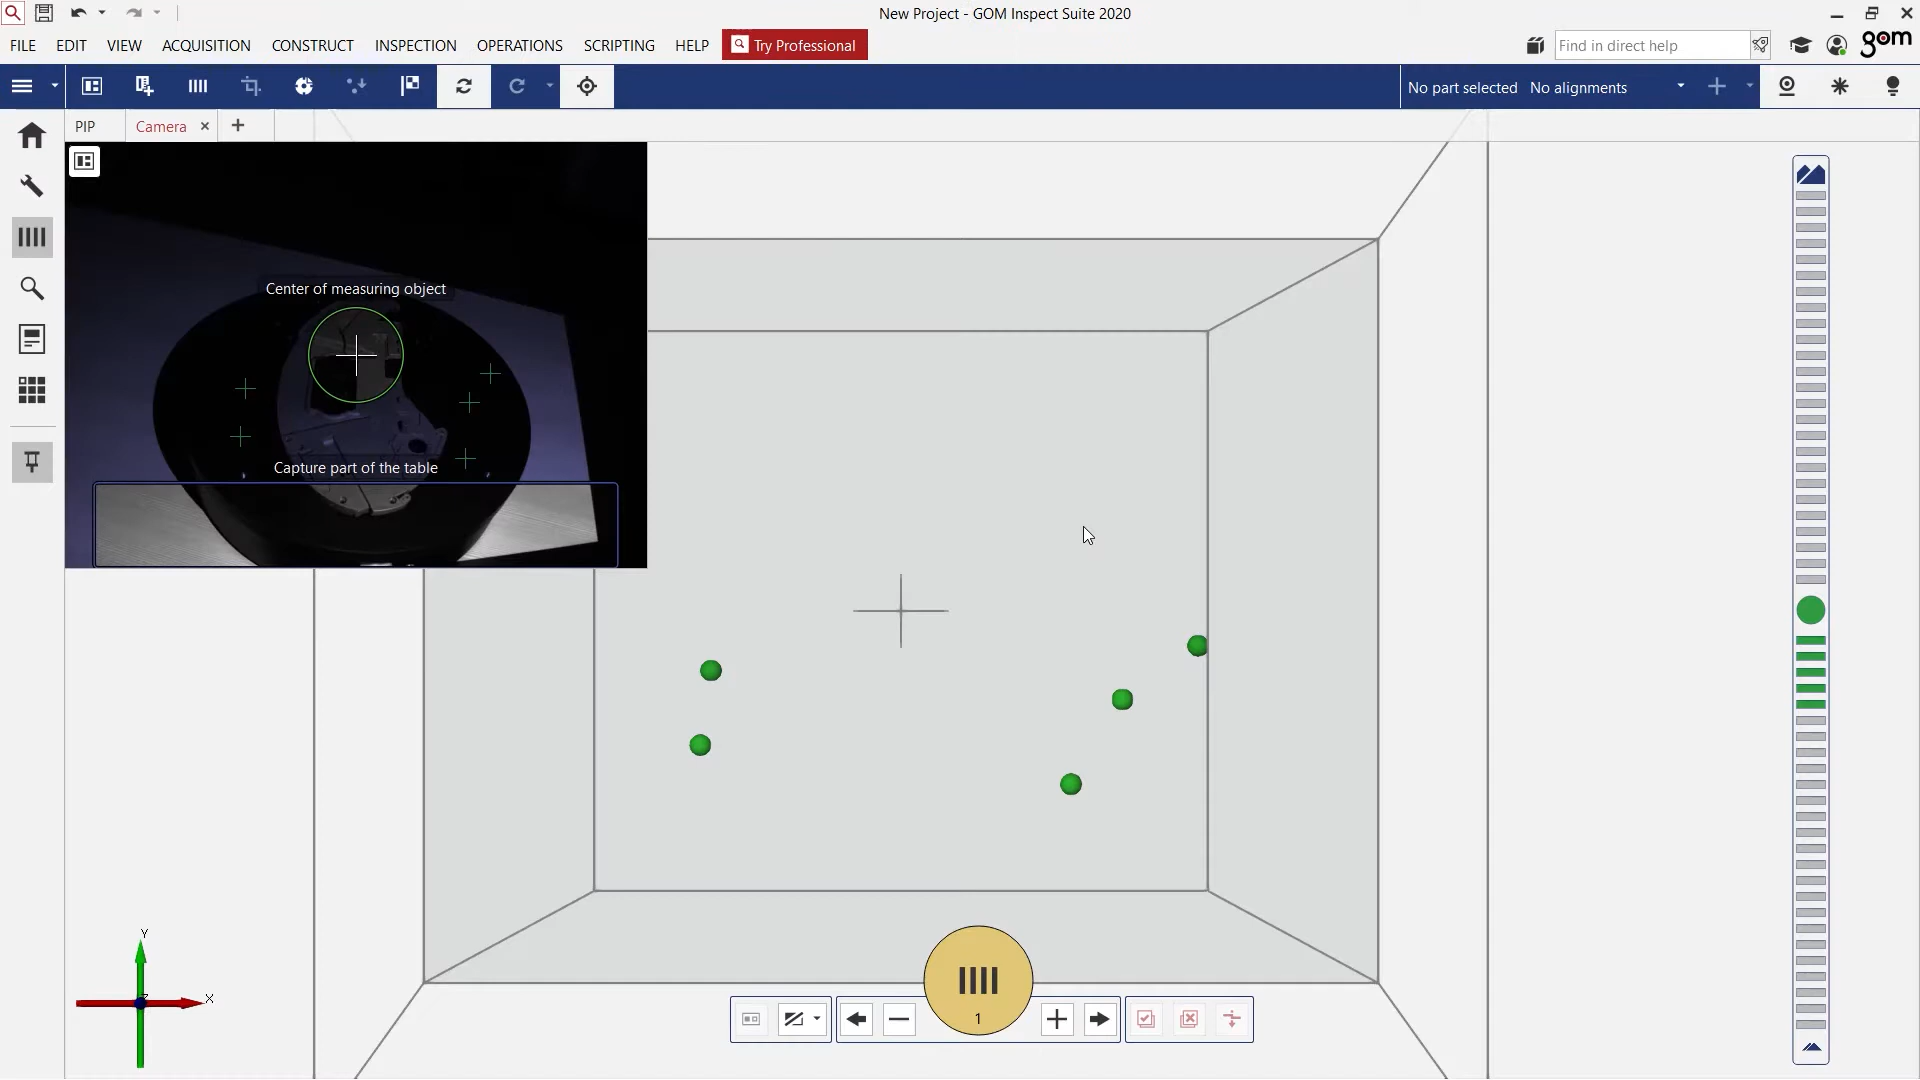 New Project - GOM Inspect Suite 2020
FILE EDIT VIEW ACQUISITION CONSTRUCT INSPECTION OPERATIONS SCRIPTING HELP Try Professional Find in direct help gom
No part selected No alignments
PIP Camera
Center of measuring object
Capture part of the table
Y
X
Z
1